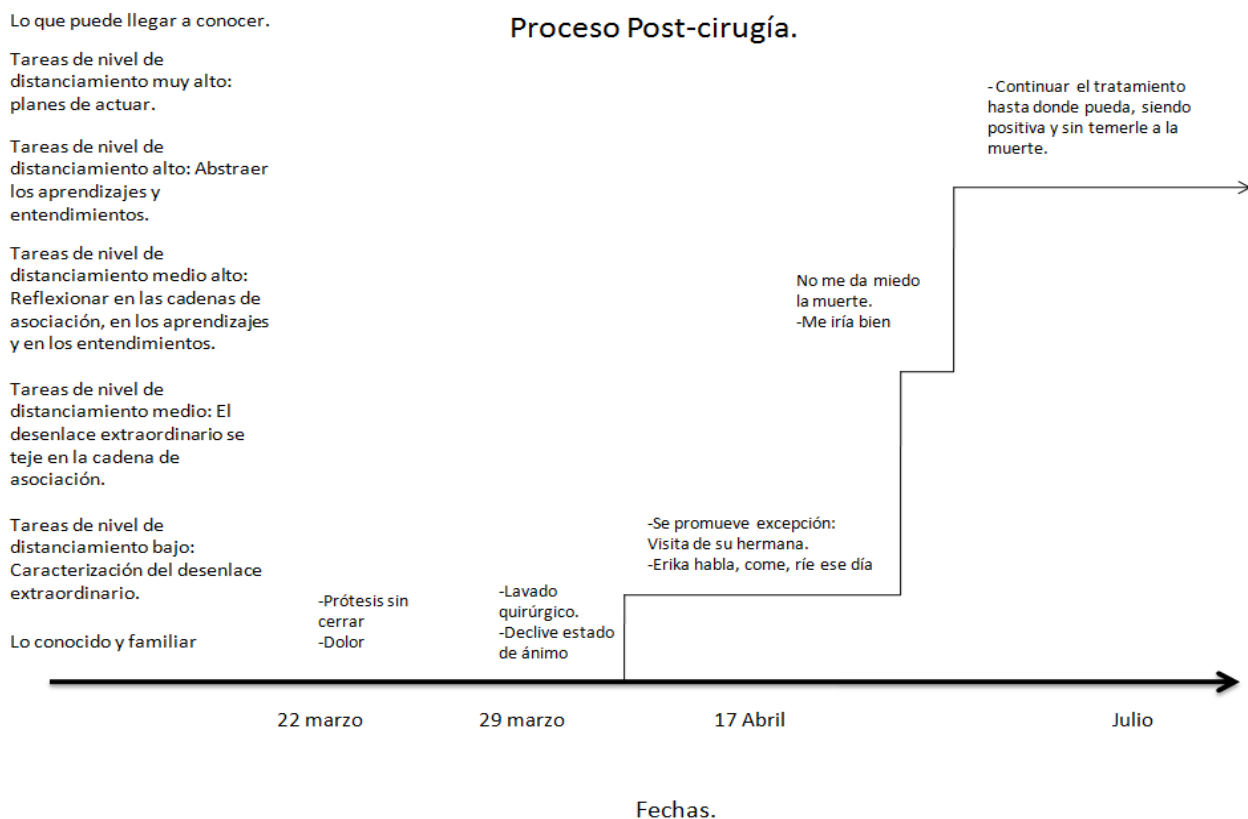 Lo que puede llegar a conocer.
Proceso Post-cirugía.
Tareas de nivel de
distanciamiento muy alto:
planes de actuar.
-Continuar el tratamiento
hasta donde pueda, siendo
positiva y sin temerle a la
muerte.
Tareas de nivel de
distanciamiento alto: Abstraer
los aprendizajes y
entendimientos.
Tareas de nivel de
distanciamiento medio alto:
Reflexionar en las cadenas de
asociación, en los aprendizajes
y en los entendimientos.
No me da miedo
la muerte.
-Me iría bien
Tareas de nivel de
distanciamiento medio: El
desenlace extraordinario se
teje en la cadena de
asociación.
Tareas de nivel de
distanciamiento bajo:
Caracterización del desenlace
extraordinario.
-Se promueve excepción:
Visita de su hermana.
-Erika habla, come, ríe ese día
Lo conocido y familiar
-Prótesis sin
cerrar
-Dolor
-Lavado
quirúrgico.
-Declive estado
de ánimo
22 marzo
29 marzo
17 Abril
Julio
Fechas.